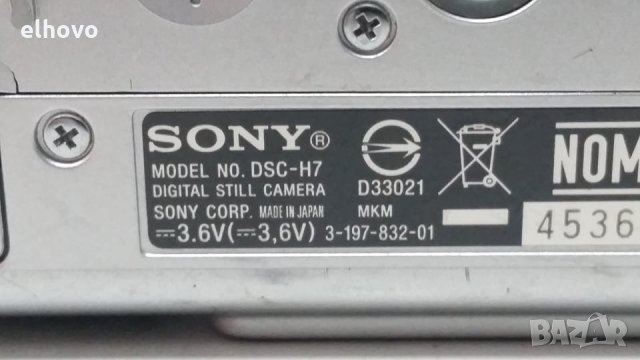 elhovo
SONY®
MODEL NO. DSC-H7
DIGITAL STILL CAMERA
SONY CORP. MADE IN JAPAN
⎓3.6V(⎓3,6V) 3-197-832-01
D33021
MKM
NOM
4536
BAZAR